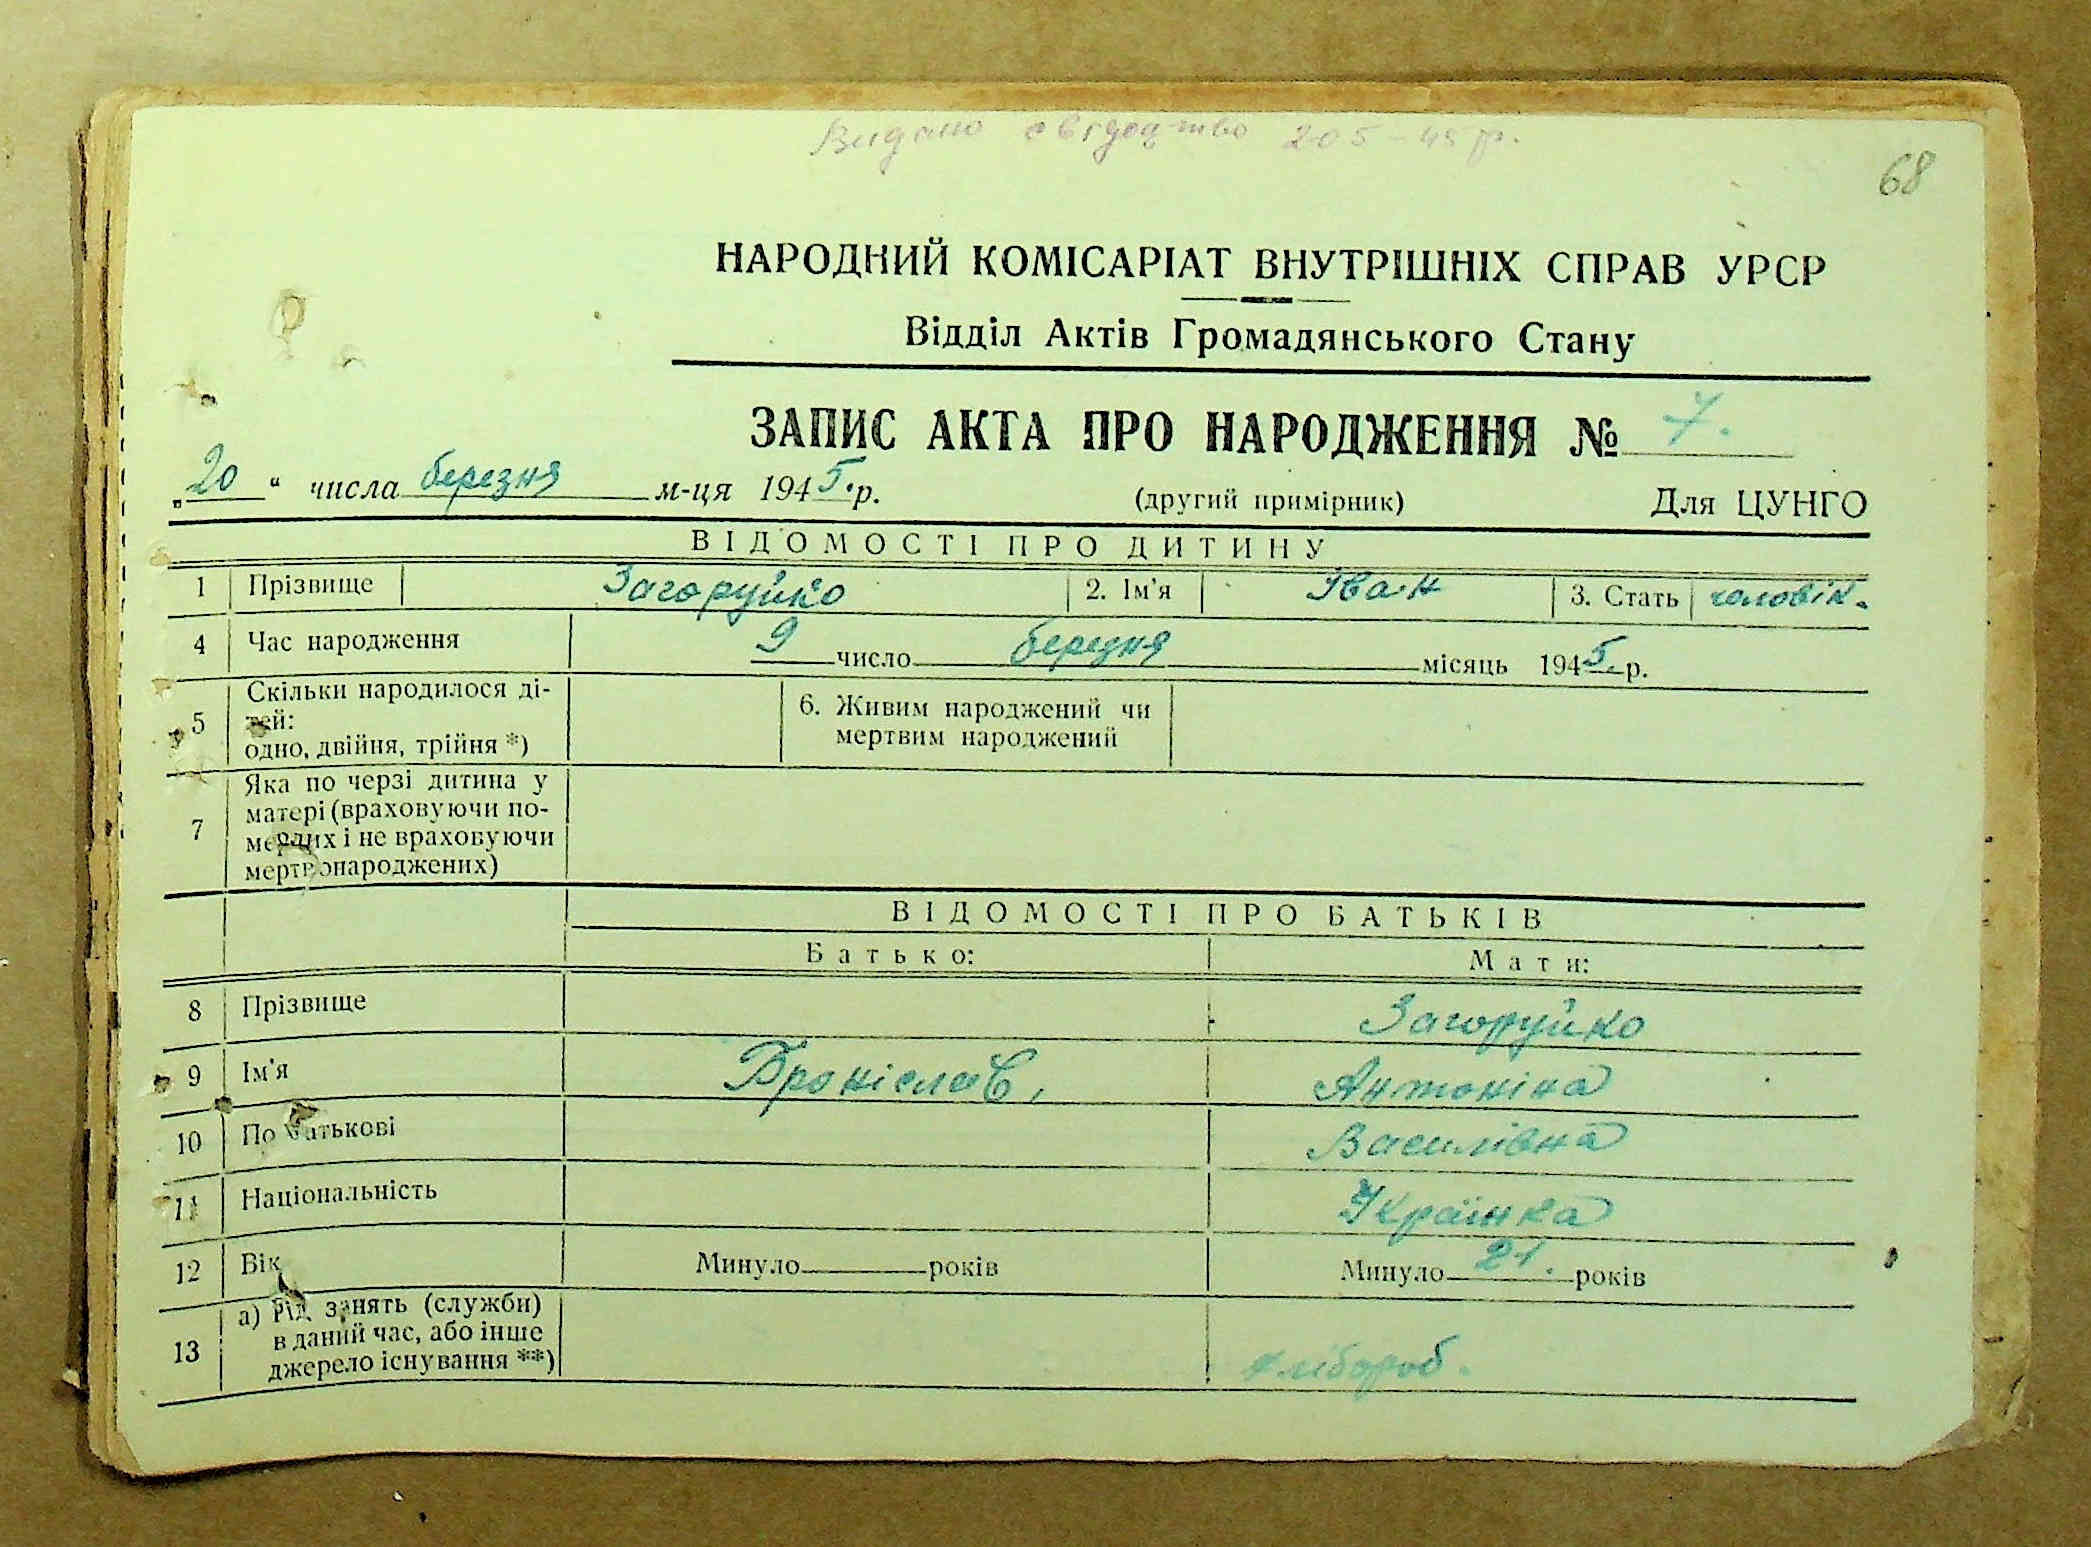 Видано свідоцтво 20 5 – 45 р.
68
НАРОДНИЙ КОМІСАРІАТ ВНУТРІШНІХ СПРАВ УРСР
Відділ Актів Громадянського Стану
ЗАПИС АКТА ПРО НАРОДЖЕННЯ № 7.
„20“ числа березня м-ця 1945. р. (другий примірник) Для ЦУНГО
ВІДОМОСТІ ПРО ДИТИНУ
1 Прізвище Загоруйко 2. Ім'я Іван 3. Стать чоловік.
4 Час народження 9 число березня місяць 1945. р.
5 Скільки народилося ді-
тей:
одно, двійня, трійня *)
6. Живим народжений чи
мертвим народжений
7 Яка по черзі дитина у
матері (враховуючи по-
мерлих і не враховуючи
мертвонароджених)
ВІДОМОСТІ ПРО БАТЬКІВ
Батько: Мати:
8 Прізвище Загоруйко
9 Ім'я Броніслав, Антоніна
10 По батькові Василівна
11 Національність Українка
12 Вік Минуло року Минуло 21. років
13 а) Рід занять (служби)
в даний час, або інше
джерело існування **)
хлібороб.